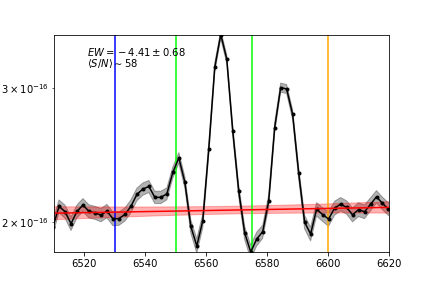 EW = −4.41 ± 0.68
⟨S/N⟩ ~ 58
3 × 10⁻¹⁶
2 × 10⁻¹⁶
6520 6540 6560 6580 6600 6620